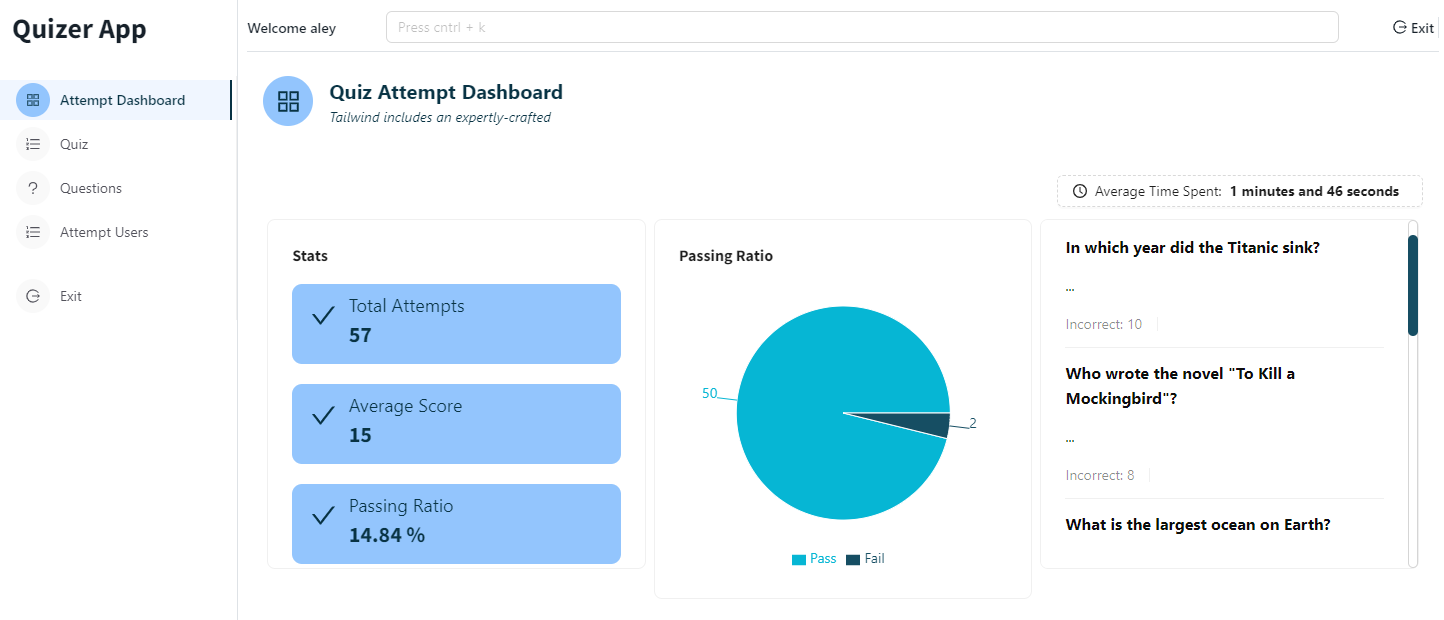 Quizer App
Welcome aley
Press cntrl + k
Exit
Attempt Dashboard
Quiz
? Questions
Attempt Users
Exit
Quiz Attempt Dashboard
Tailwind includes an expertly-crafted
Average Time Spent: 1 minutes and 46 seconds
Stats
Total Attempts
57
Average Score
15
Passing Ratio
14.84 %
Passing Ratio
50
2
Pass Fail
In which year did the Titanic sink?
...
Incorrect: 10
Who wrote the novel "To Kill a
Mockingbird"?
...
Incorrect: 8
What is the largest ocean on Earth?